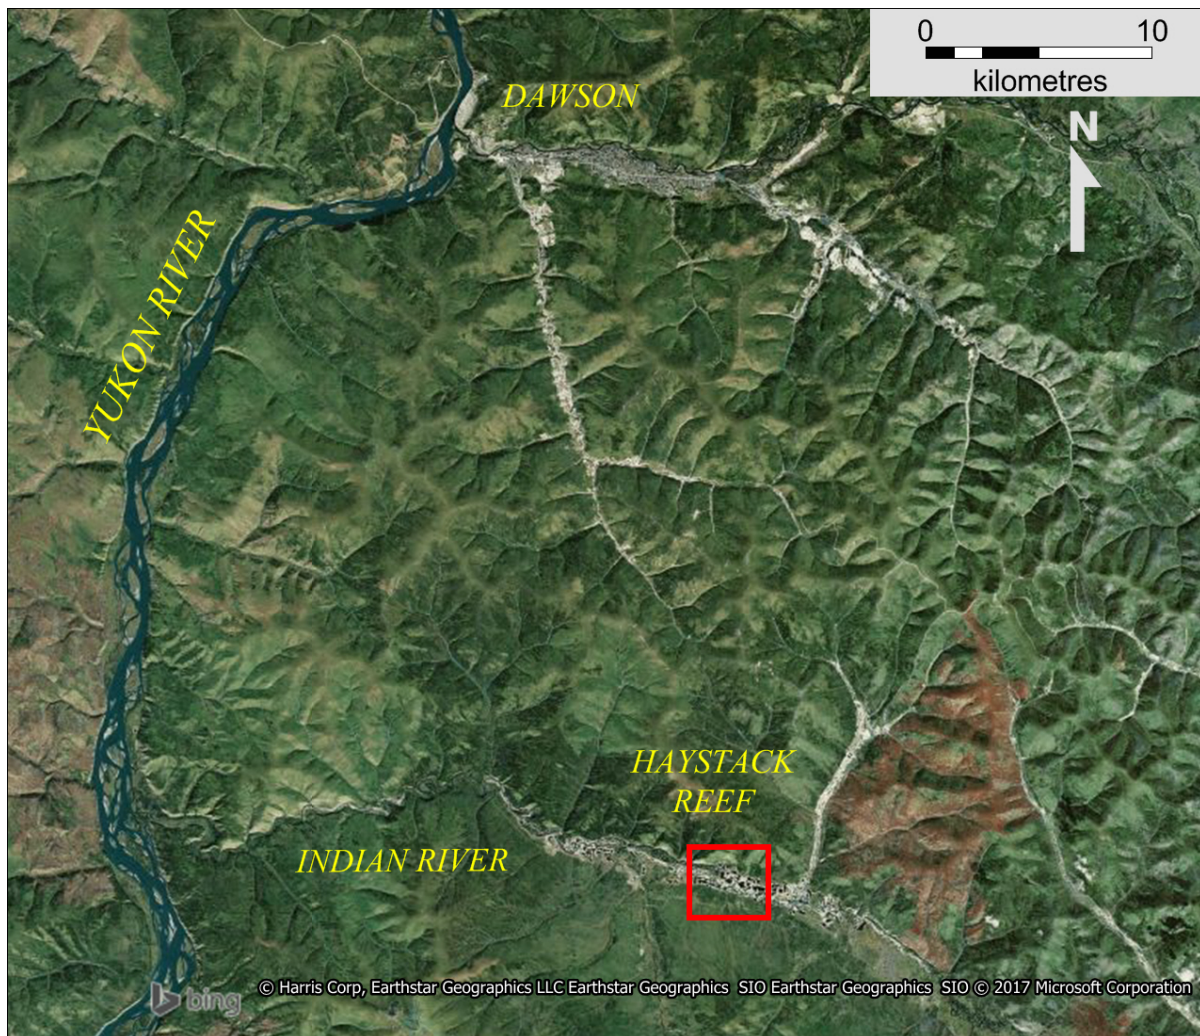 0 10
kilometres
N
DAWSON
YUKON RIVER
HAYSTACK
REEF
INDIAN RIVER
bing
© Harris Corp, Earthstar Geographics LLC Earthstar Geographics SIO Earthstar Geographics SIO © 2017 Microsoft Corporation